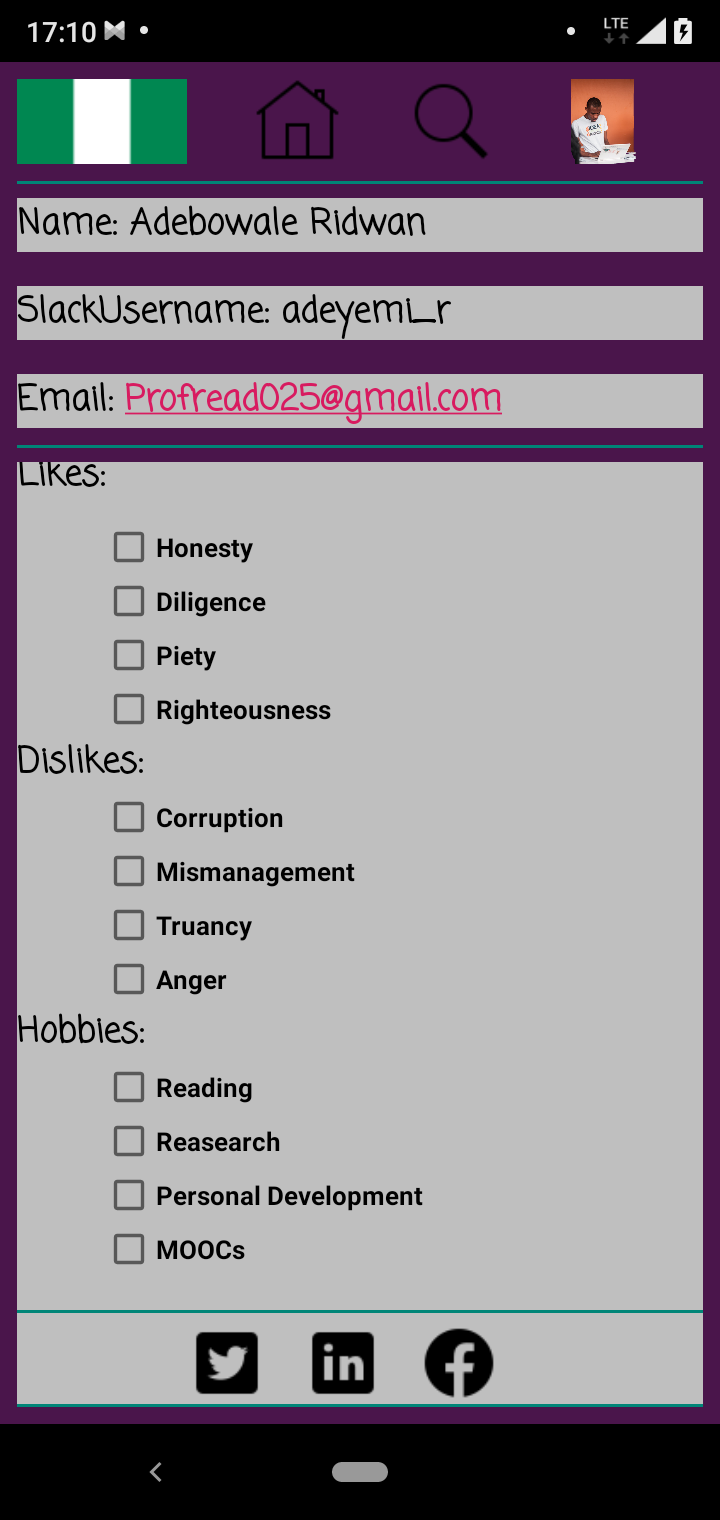 17:10
LTE
Name: Adebowale Ridwan
SlackUsername: adeyemi_r
Email: Profread025@gmail.com
Likes:
Honesty
Diligence
Piety
Righteousness
Dislikes:
Corruption
Mismanagement
Truancy
Anger
Hobbies:
Reading
Reasearch
Personal Development
MOOCs
in